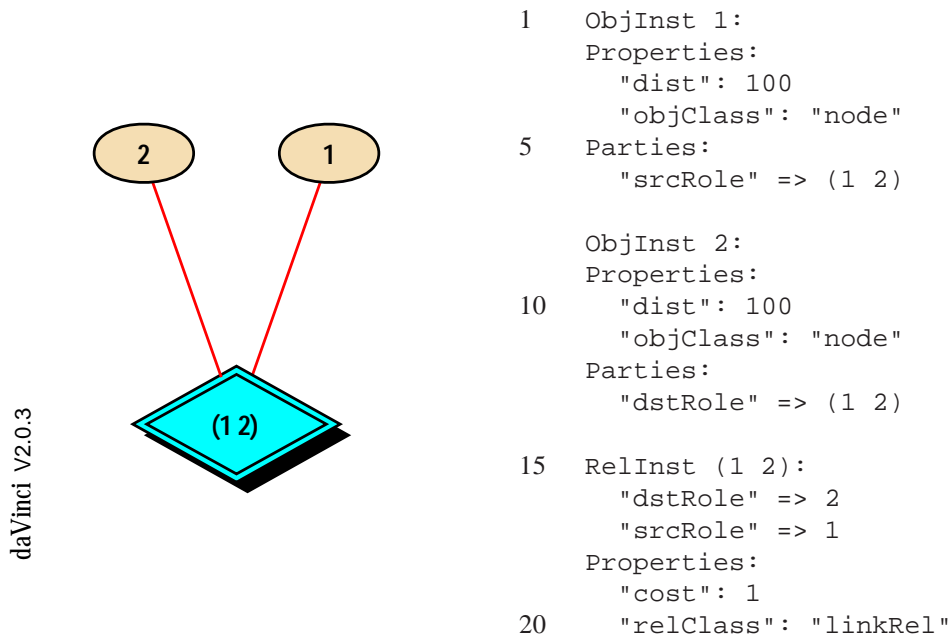 2
1
(1 2)
daVinci V2.0.3
1 ObjInst 1:
Properties:
"dist": 100
"objClass": "node"
5 Parties:
"srcRole" => (1 2)
ObjInst 2:
Properties:
10 "dist": 100
"objClass": "node"
Parties:
"dstRole" => (1 2)
15 RelInst (1 2):
"dstRole" => 2
"srcRole" => 1
Properties:
"cost": 1
20 "relClass": "linkRel"